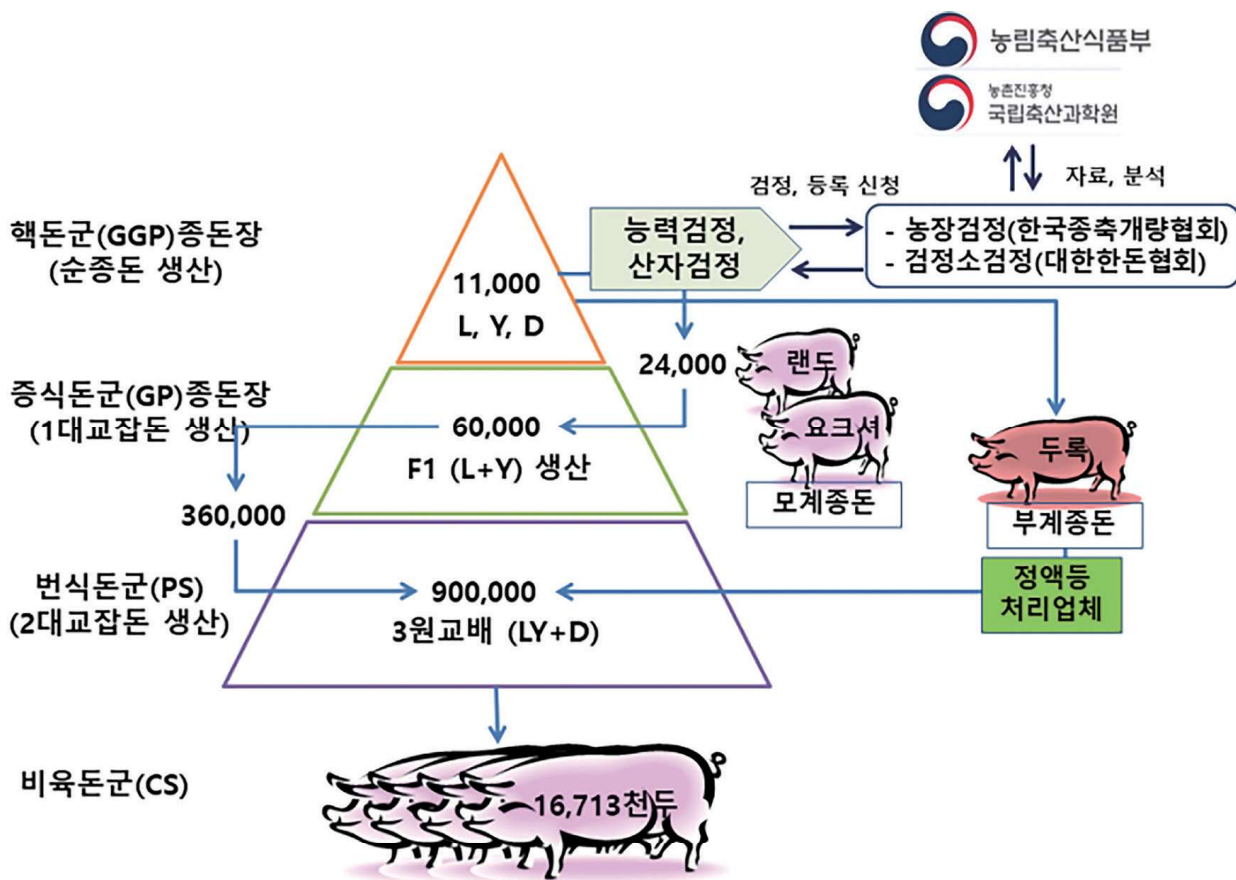 농림축산식품부
농촌진흥청
국립축산과학원
자료, 분석
검정, 등록 신청
핵돈군(GGP)종돈장
(순종돈 생산)
11,000
L, Y, D
능력검정,
산자검정
- 농장검정(한국종축개량협회)
- 검정소검정(대한한돈협회)
24,000
랜도
요크셔
모계종돈
두록
부계종돈
정액등
처리업체
증식돈군(GP)종돈장
(1대교잡돈 생산)
60,000
F1 (L+Y) 생산
360,000
번식돈군(PS)
(2대교잡돈 생산)
900,000
3원교배 (LY+D)
비육돈군(CS)
16,713천두